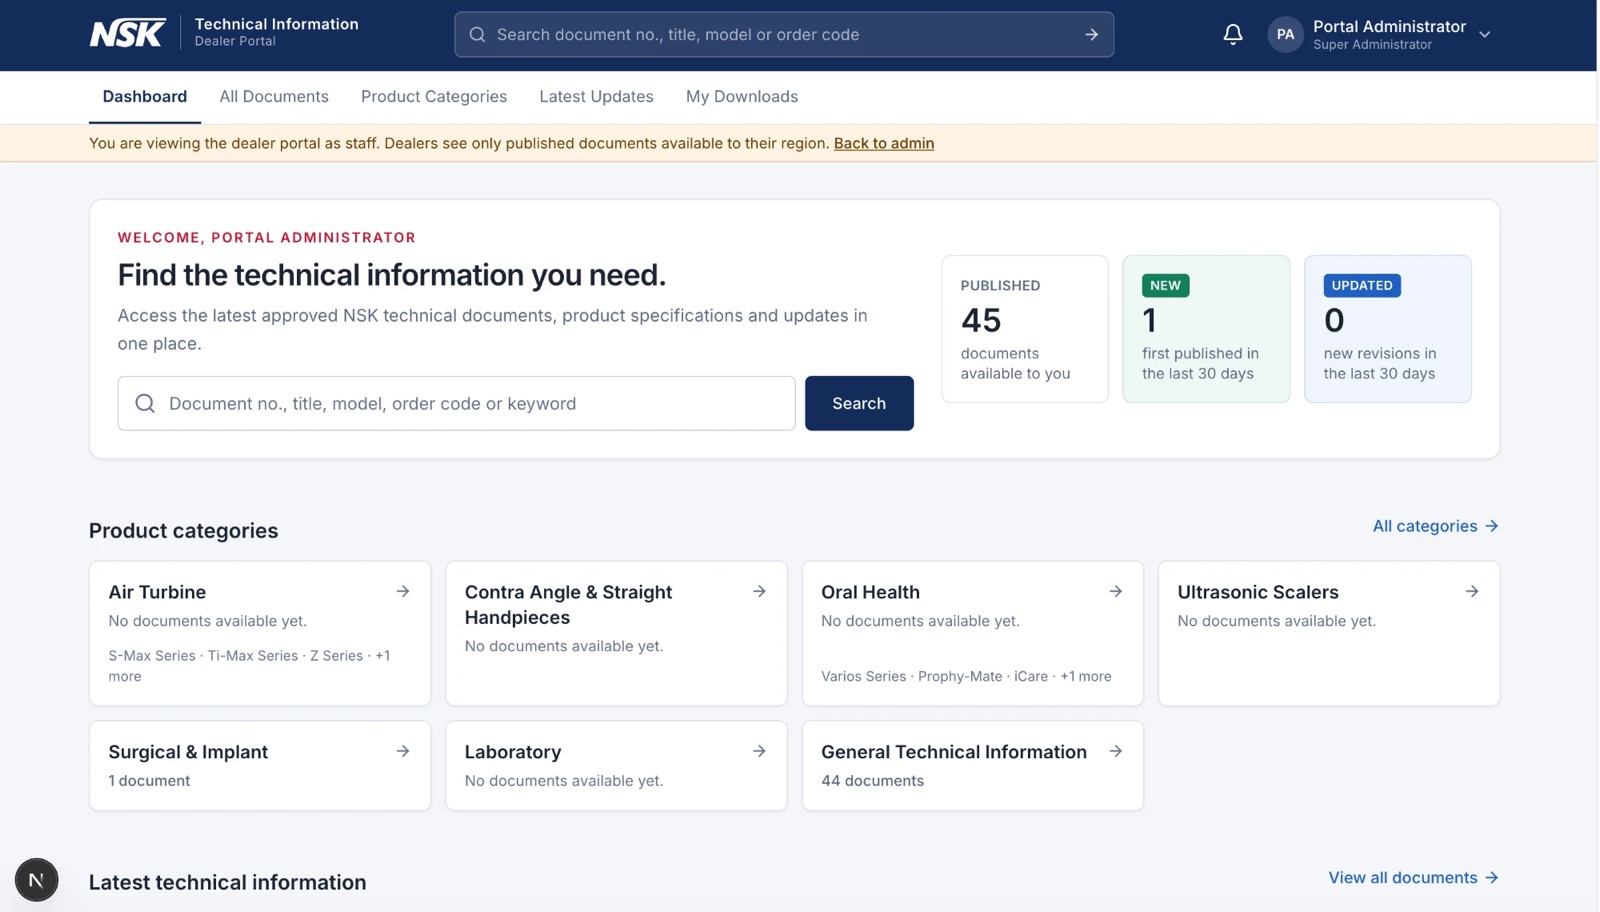 NSK
Technical Information
Dealer Portal
Search document no., title, model or order code
PA
Portal Administrator
Super Administrator
Dashboard
All Documents
Product Categories
Latest Updates
My Downloads
You are viewing the dealer portal as staff. Dealers see only published documents available to their region. Back to admin
WELCOME, PORTAL ADMINISTRATOR
Find the technical information you need.
Access the latest approved NSK technical documents, product specifications and updates in
one place.
Document no., title, model, order code or keyword
Search
PUBLISHED
45
documents
available to you
NEW
1
first published in
the last 30 days
UPDATED
0
new revisions in
the last 30 days
Product categories
All categories
Air Turbine
No documents available yet.
S-Max Series · Ti-Max Series · Z Series · +1
more
Contra Angle & Straight
Handpieces
No documents available yet.
Oral Health
No documents available yet.
Varios Series · Prophy-Mate · iCare · +1 more
Ultrasonic Scalers
No documents available yet.
Surgical & Implant
1 document
Laboratory
No documents available yet.
General Technical Information
44 documents
N
Latest technical information
View all documents